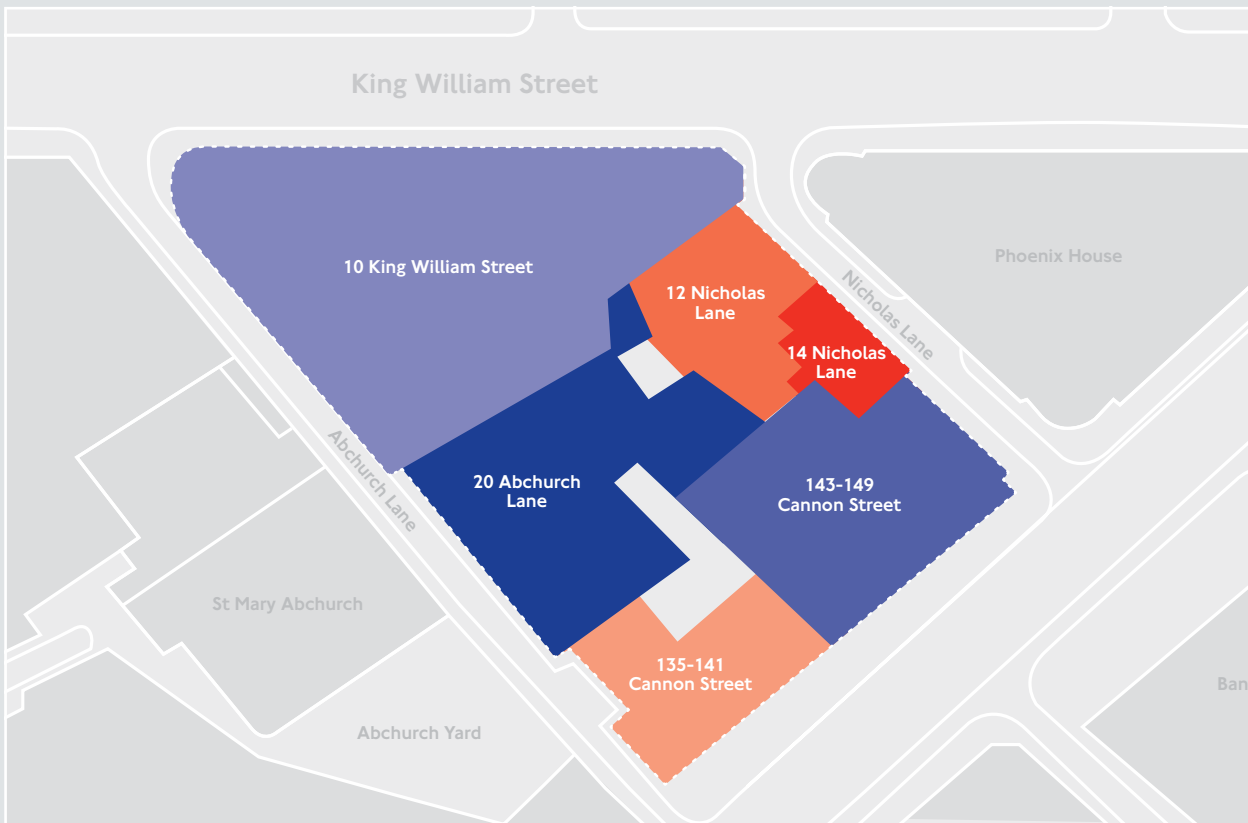 King William Street
10 King William Street
Phoenix House
12 Nicholas
Lane
Nicholas Lane
14 Nicholas
Lane
Abchurch Lane
20 Abchurch
Lane
143-149
Cannon Street
St Mary Abchurch
135-141
Cannon Street
Ban
Abchurch Yard